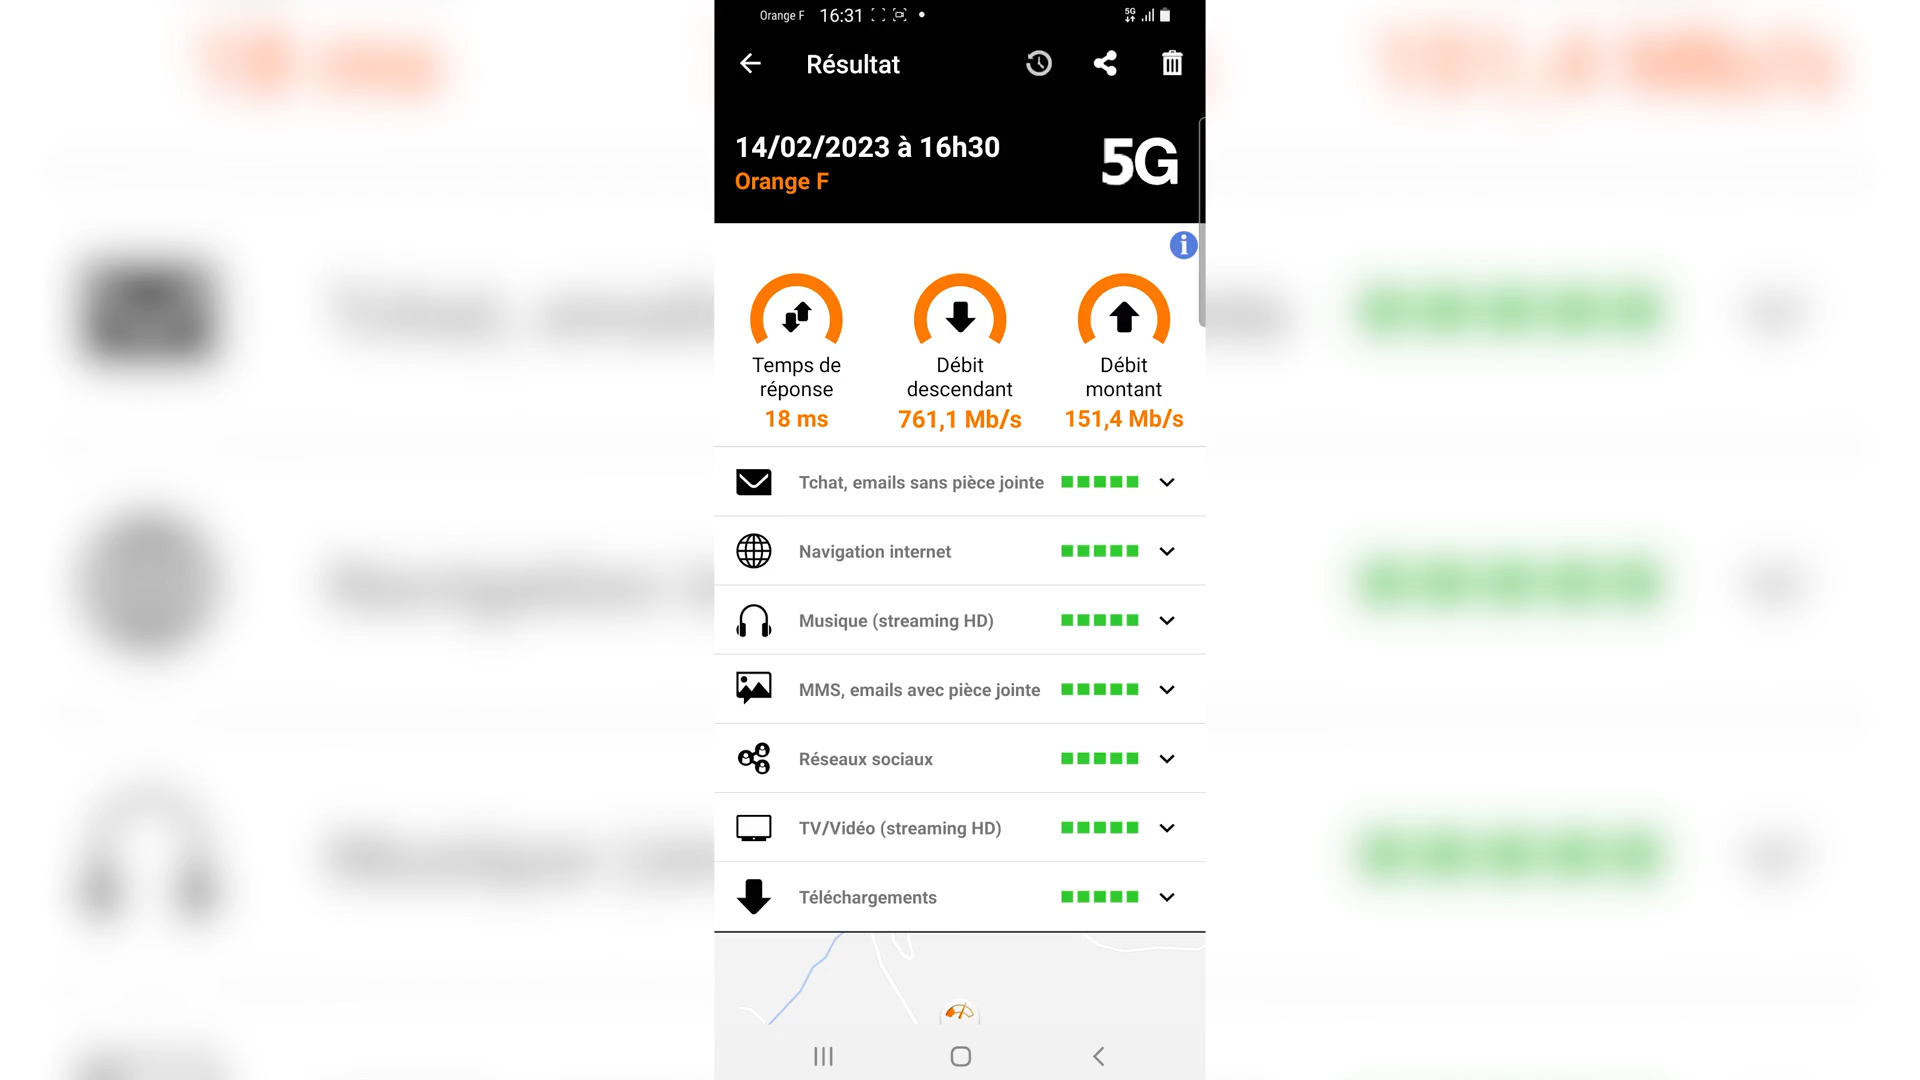 Orange F 16:31 5G
Résultat
14/02/2023 à 16h30
5G
Orange F
i
Temps de réponse
18 ms
Débit descendant
761,1 Mb/s
Débit montant
151,4 Mb/s
Tchat, emails sans pièce jointe
Navigation internet
Musique (streaming HD)
MMS, emails avec pièce jointe
Réseaux sociaux
TV/Vidéo (streaming HD)
Téléchargements